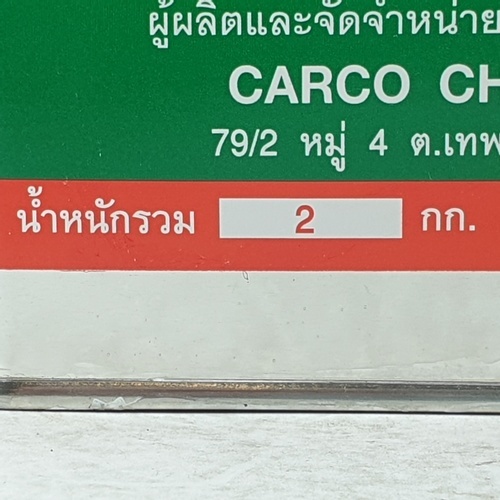 ผู้ผลิตและจัดจำหน่าย
CARCO CH
79/2 หมู่ 4 ต.เทพ
น้ำหนักรวม 2 กก.